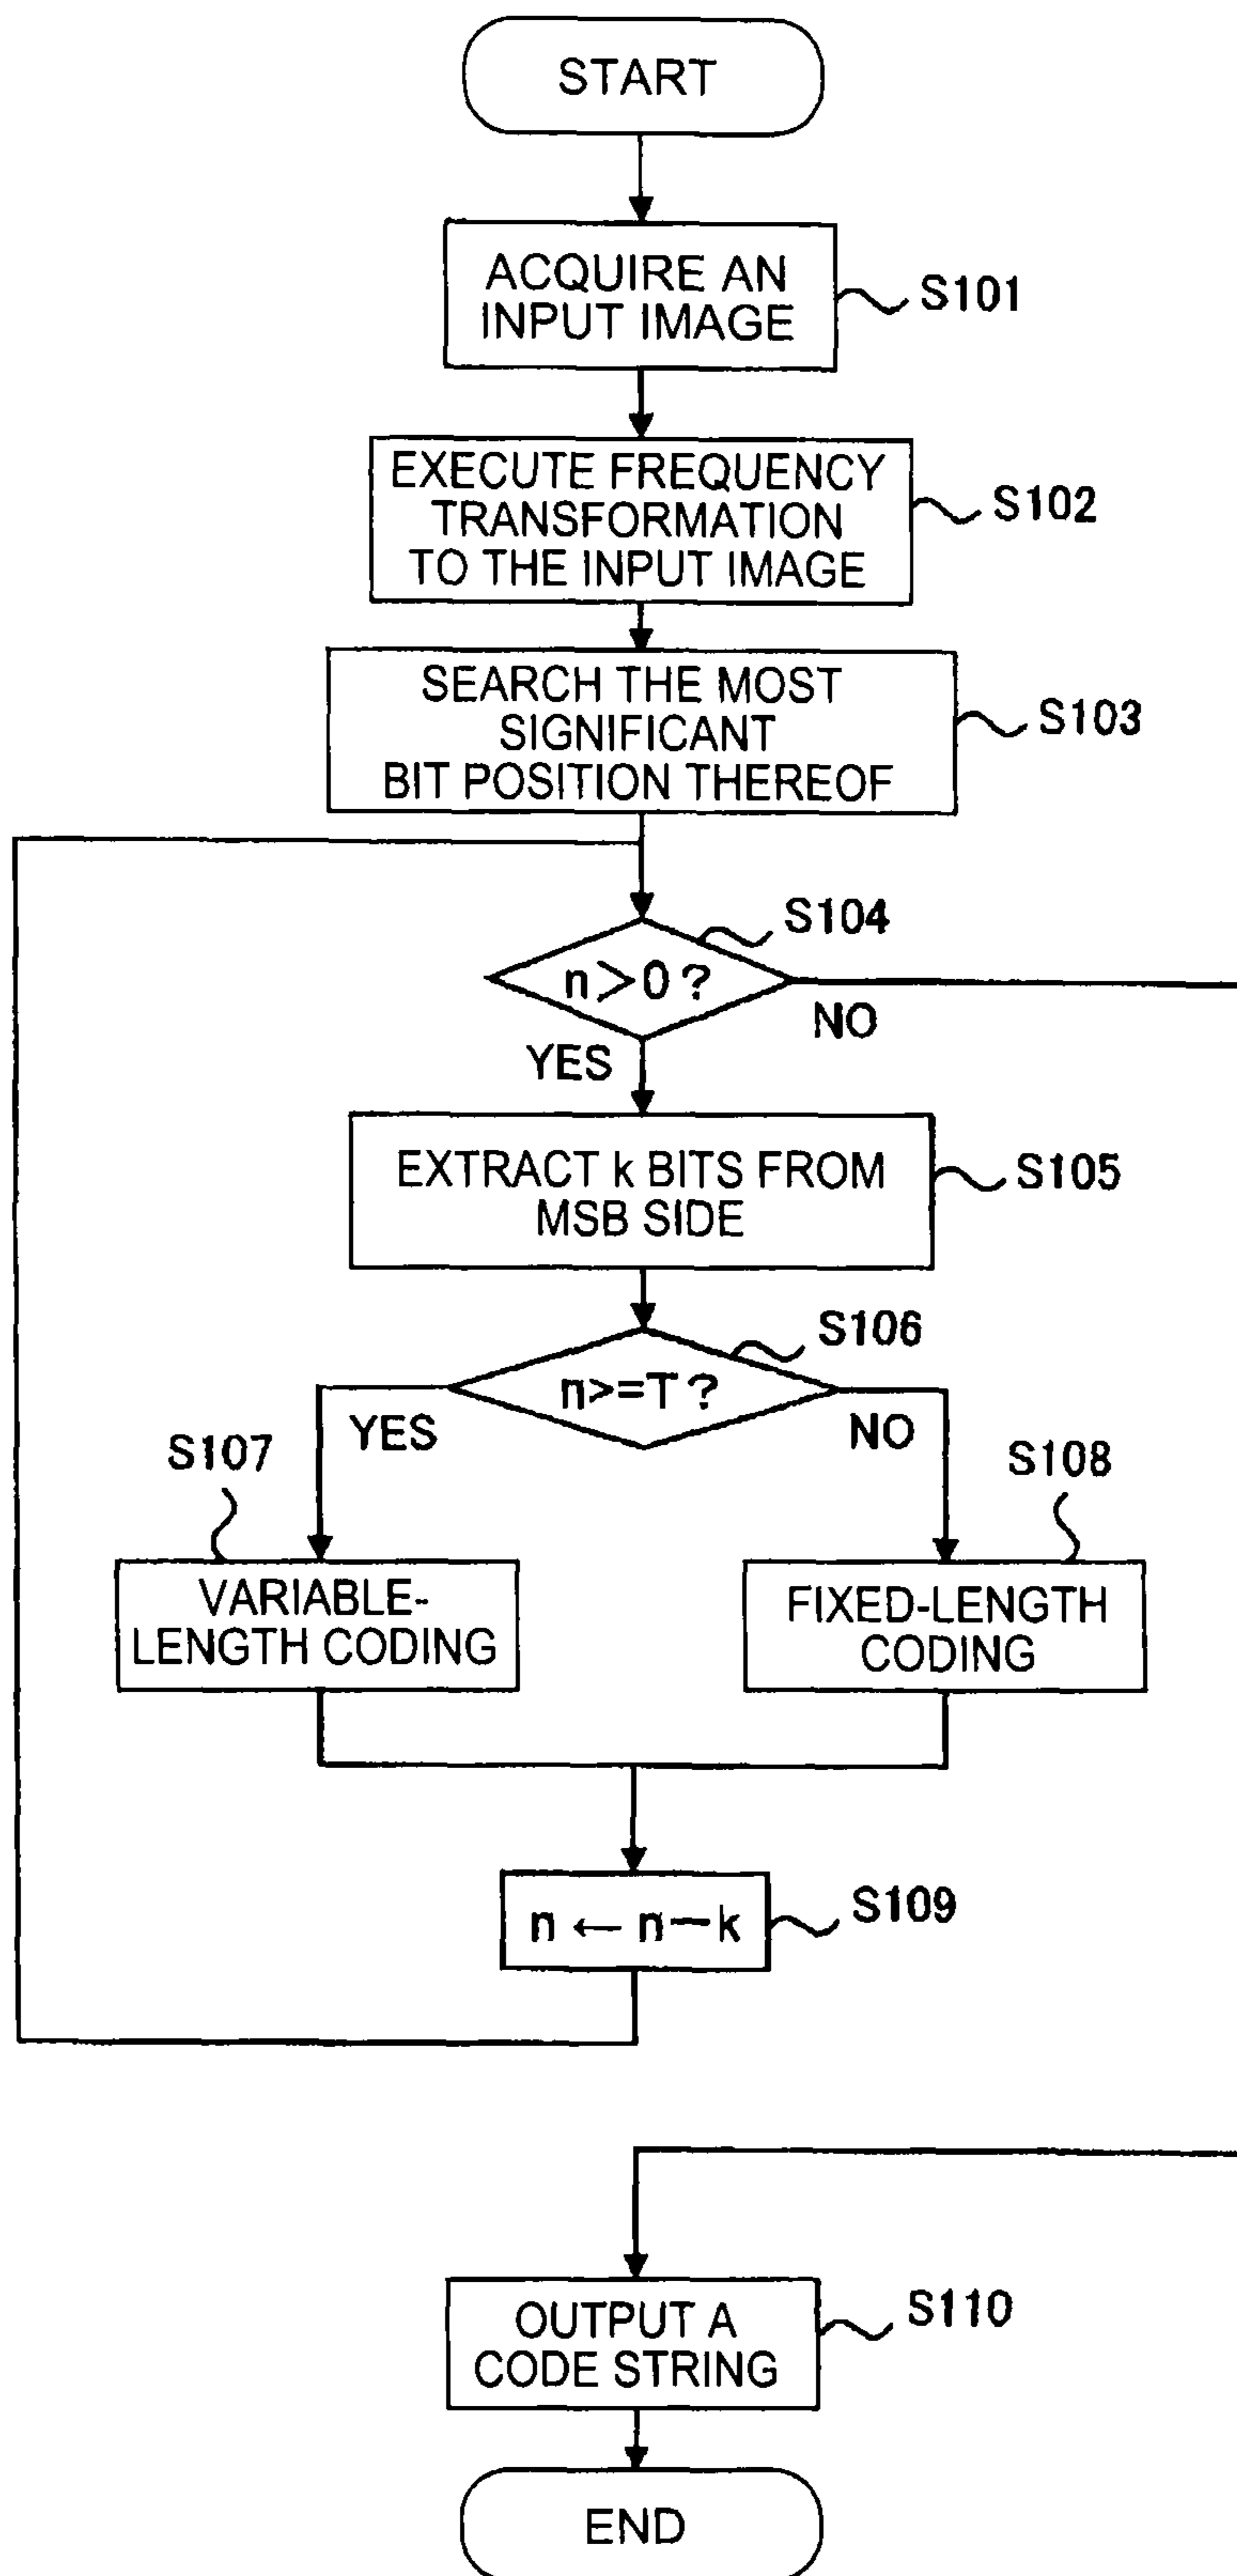 START
ACQUIRE AN
INPUT IMAGE
S101
EXECUTE FREQUENCY
TRANSFORMATION
TO THE INPUT IMAGE
S102
SEARCH THE MOST
SIGNIFICANT
BIT POSITION THEREOF
S103
S104
n>0?
NO
YES
EXTRACT k BITS FROM
MSB SIDE
S105
S106
n>=T?
YES
NO
S107
S108
VARIABLE-
LENGTH CODING
FIXED-LENGTH
CODING
n ← n−k
S109
OUTPUT A
CODE STRING
S110
END